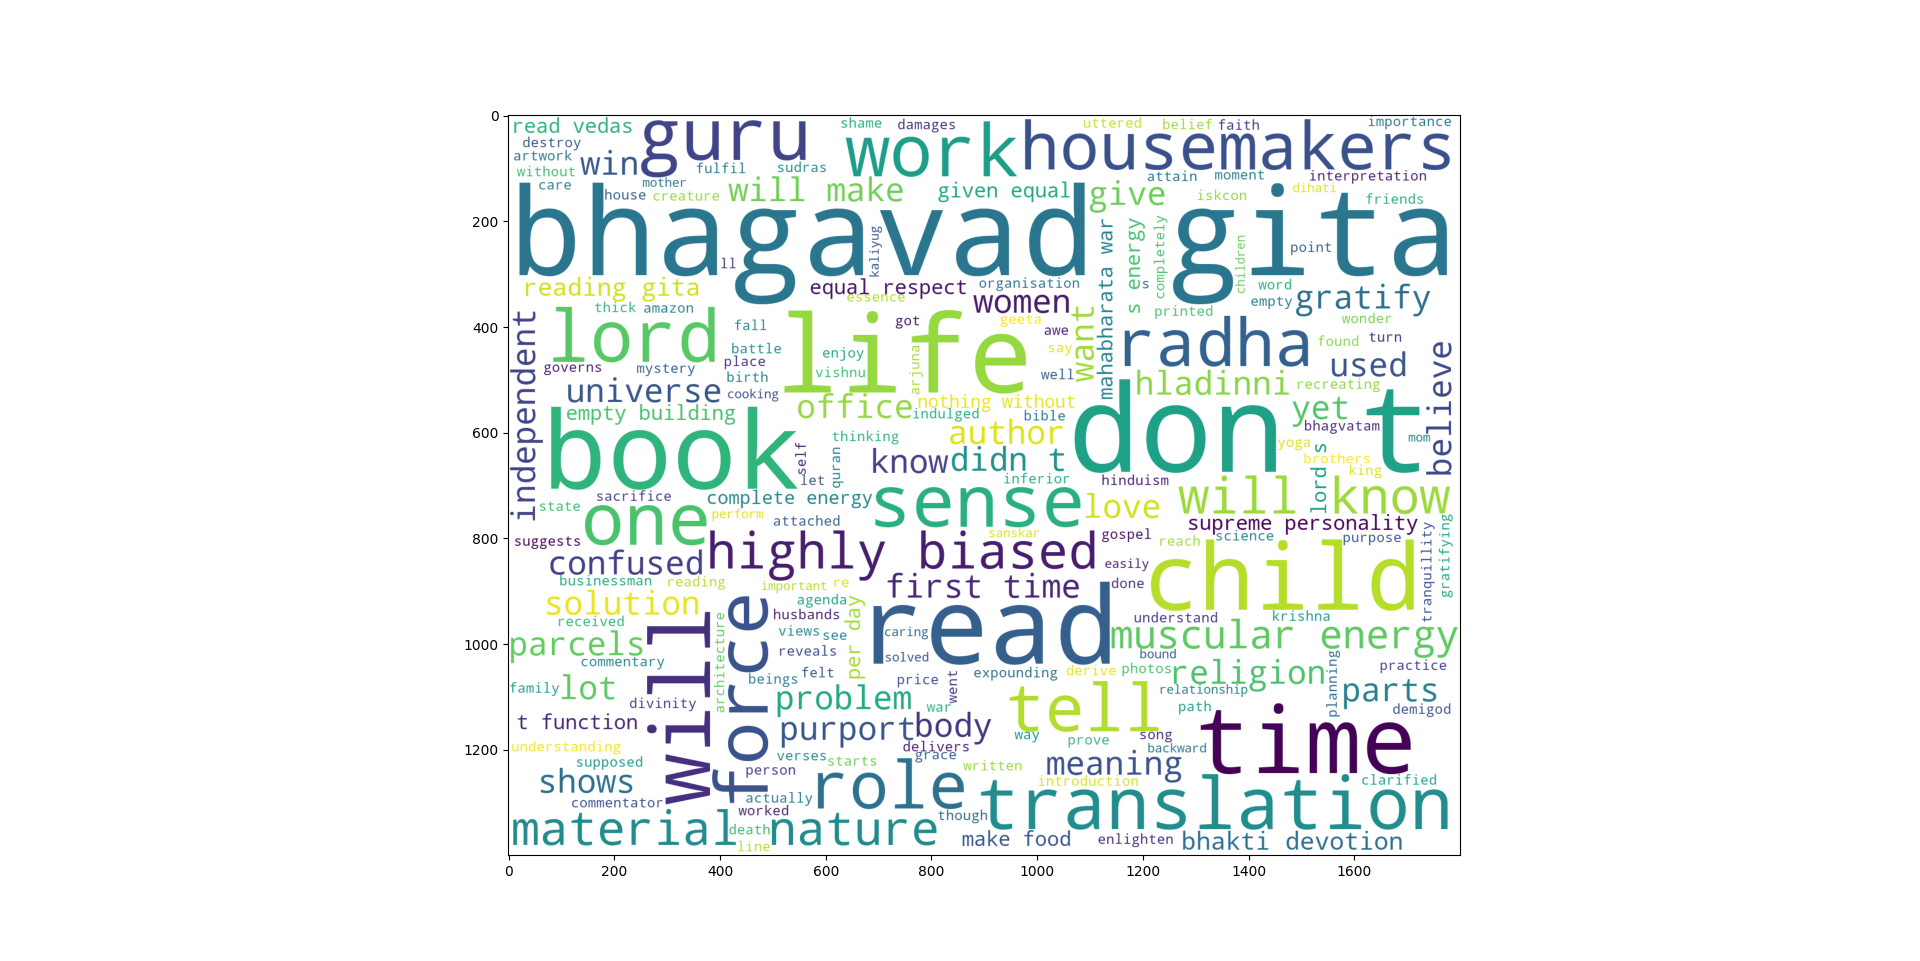 0
200
400
600
800
1000
1200
read vedas
guru
shame
damages
work
housemakers
uttered
belief
faith
importance
destroy
artwork
without
win
fulfil
sudras
care
mother
house
creature
will make
given equal
give
attain
moment
interpretation
iskcon
dihati
friends
bhagavad
gita
ll
kaliyug
mahabharata war
s energy
completely
children
point
reading gita
equal respect
essence
organisation
women
s
word
empty
gratify
printed
wonder
thick
amazon
lord
fall
life
got
geeta
awe
want
radha
found
turn
used
independent
governs
mystery
battle
place
birth
cooking
enjoy
vishnu
arjuna
say
well
universe
hladinni
recreating
believe
empty building
office
nothing without
indulged
bible
yet
bhagvatam
book
don t
mom
thinking
author
yoga
brothers
king
self
quran
know
didn t
lord s
let
inferior
hinduism
sacrifice
complete energy
sense
love
will know
state
one
perform
attached
supreme personality
suggests
sanskar
gospel
reach
science
purpose
tranquillity
gratifying
confused
highly biased
easily
child
businessman
reading
important
re
first time
done
solution
agenda
husbands
per day
read
understand
krishna
received
will
force
architecture
views
see
caring
muscular energy
parcels
commentary
reveals
solved
bound
practice
family
lot
beings
felt
price
went
expounding
derive
photos
religion
planning
relationship
parts
divinity
problem
war
tell
path
demigod
t function
purport
body
way
prove
song
time
understanding
delivers
backward
supposed
verses
starts
grace
written
meaning
shows
person
role
introduction
clarified
commentator
actually
translation
worked
though
material nature
death
line
make food
enlighten
bhakti devotion
0
200
400
600
800
1000
1200
1400
1600